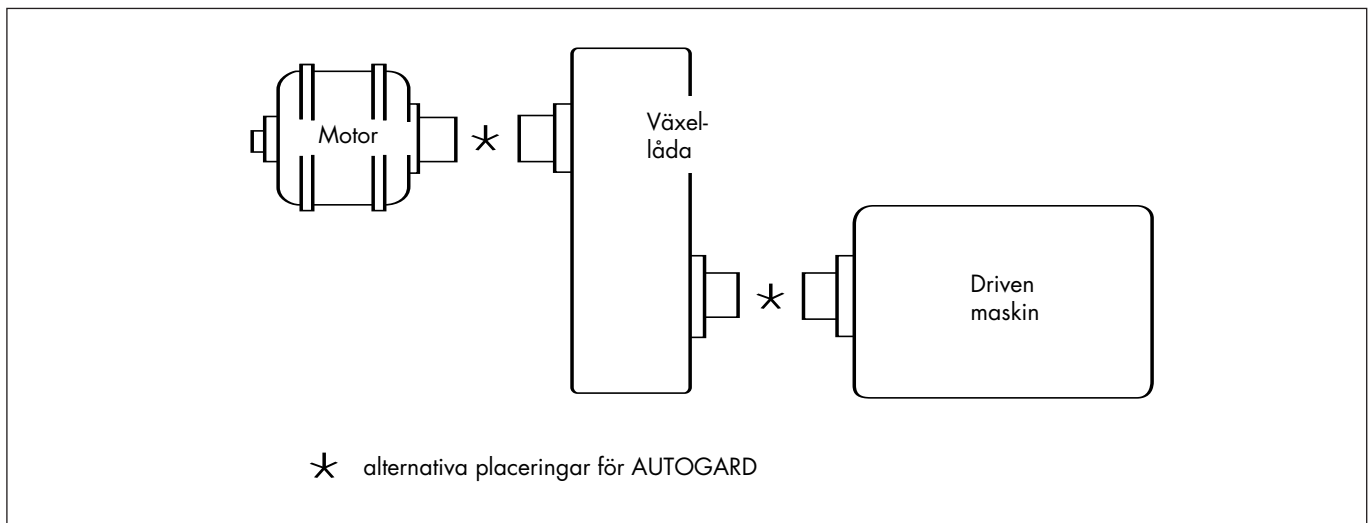 Motor
Växel-
låda
Driven
maskin
alternativa placeringar för AUTOGARD